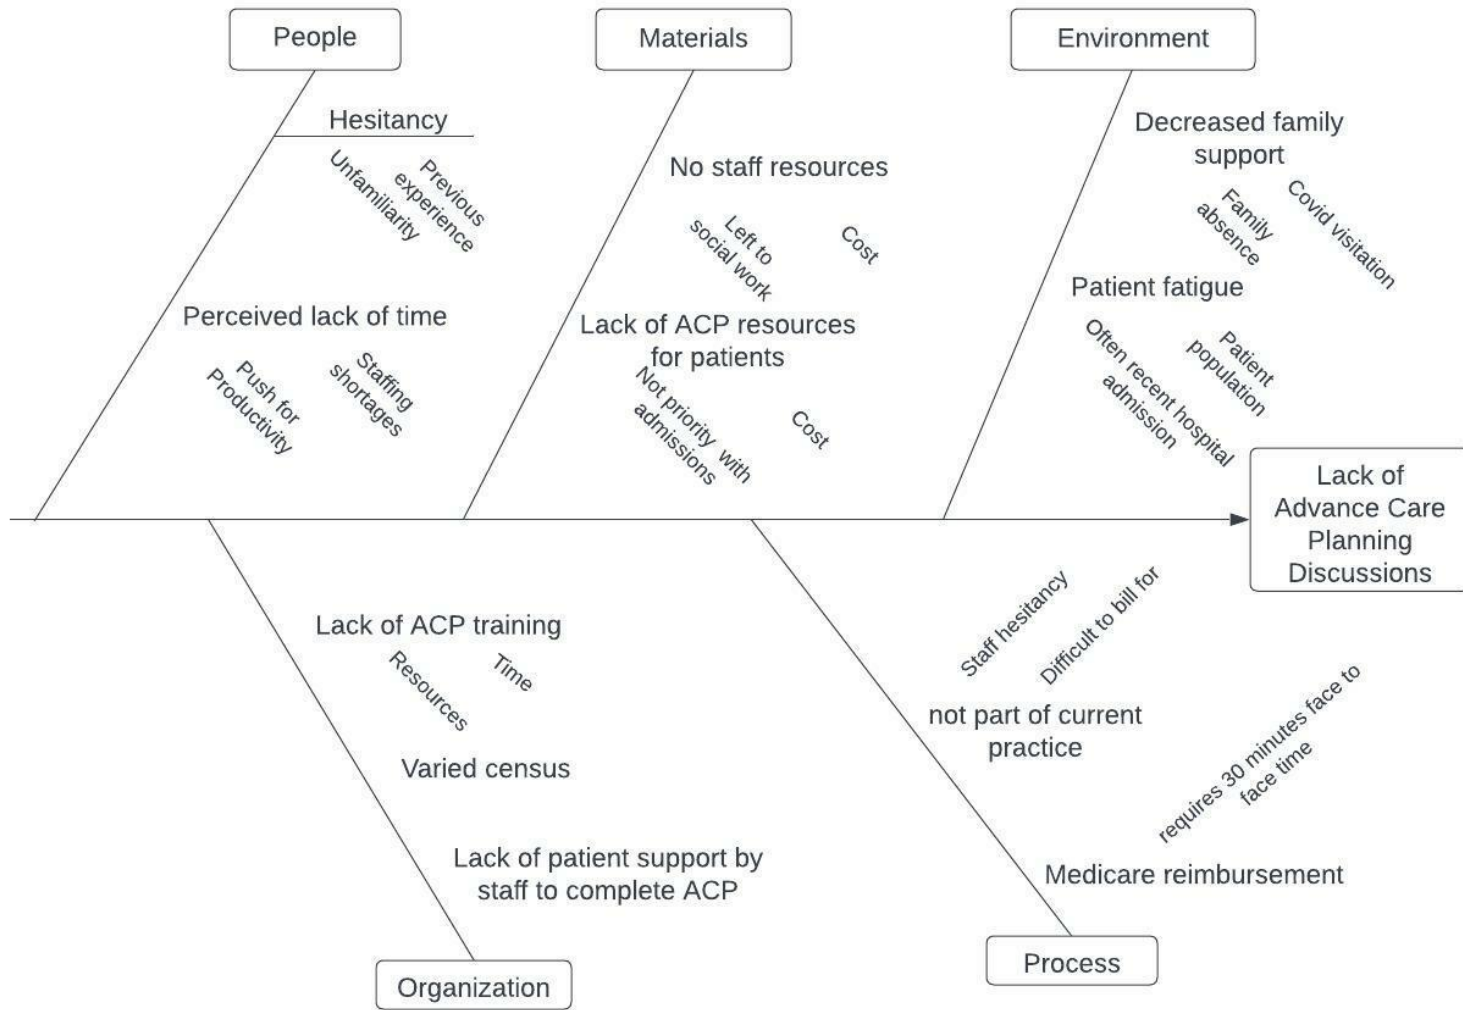 People
Materials
Environment
Hesitancy
Unfamiliarity
Previous
experience
Perceived lack of time
Push for
Productivity
Staffing
shortages
No staff resources
Left to
social work
Cost
Lack of ACP resources
for patients
Not priority with
admissions
Cost
Decreased family
support
Family
absence
Covid visitation
Patient fatigue
Often recent hospital
admission
Patient
population
Lack of
Advance Care
Planning
Discussions
Lack of ACP training
Resources
Time
Varied census
Lack of patient support by
staff to complete ACP
Organization
Staff hesitancy
Difficult to bill for
not part of current
practice
requires 30 minutes face to
face time
Medicare reimbursement
Process